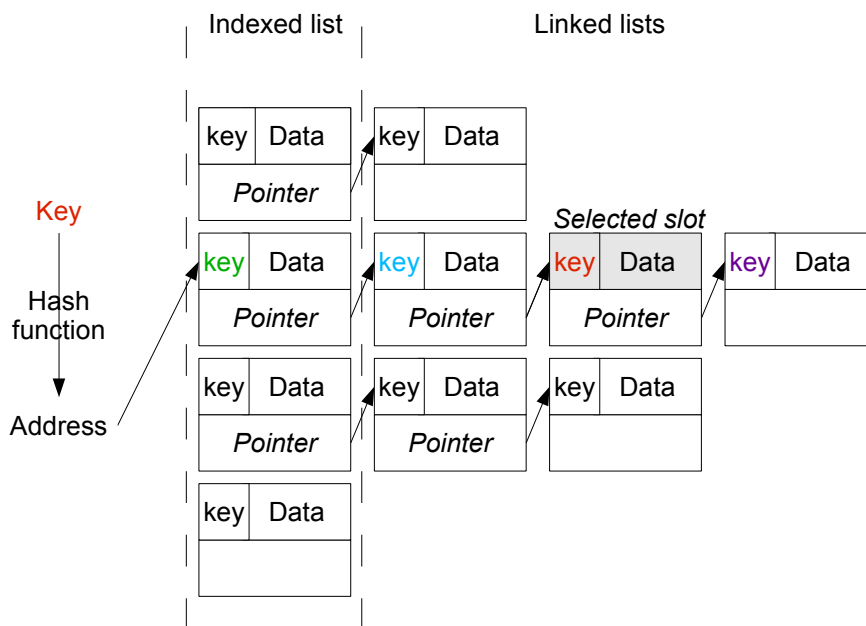 Indexed list Linked lists
key Data key Data
Pointer
Key
Selected slot
key Data key Data key Data key Data
Hash
function
Pointer Pointer Pointer
key Data key Data key Data
Address
Pointer Pointer
key Data